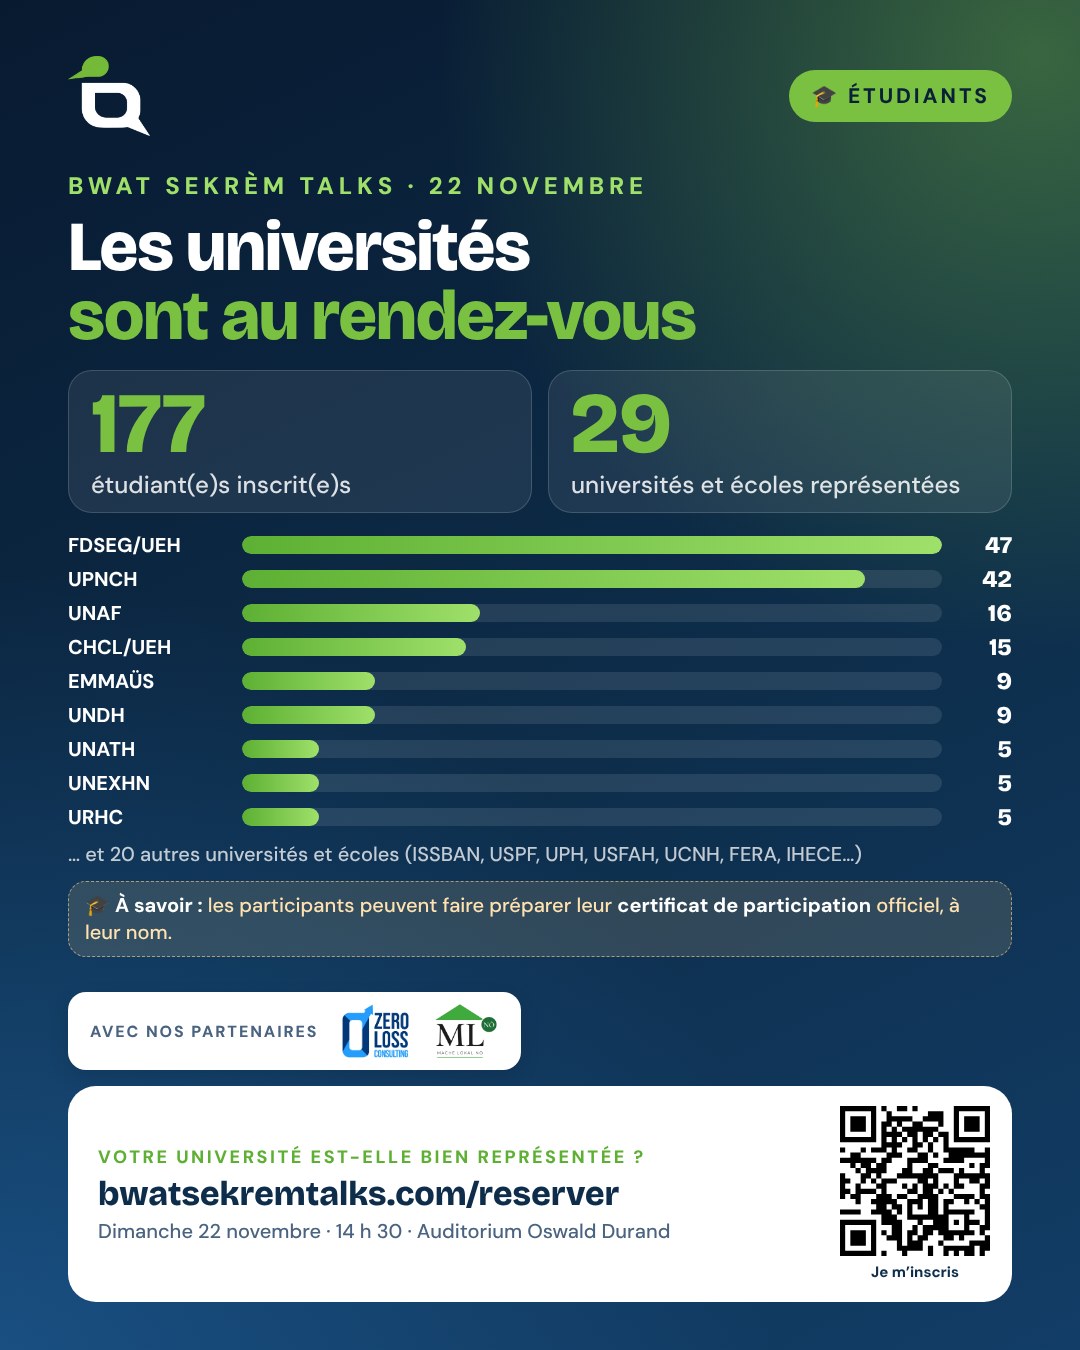 🎓 ÉTUDIANTS
BWAT SEKRÈM TALKS · 22 NOVEMBRE
Les universités
sont au rendez-vous
177
étudiant(e)s inscrit(e)s
29
universités et écoles représentées
FDSEG/UEH 47
UPNCH 42
UNAF 16
CHCL/UEH 15
EMMAÜS 9
UNDH 9
UNATH 5
UNEXHN 5
URHC 5
... et 20 autres universités et écoles (ISSBAN, USPF, UPH, USFAH, UCNH, FERA, IHECE...)
🎓 À savoir : les participants peuvent faire préparer leur certificat de participation officiel, à
leur nom.
AVEC NOS PARTENAIRES
ZERO
LOSS
CONSULTING
ML
NÒ
VOTRE UNIVERSITÉ EST-ELLE BIEN REPRÉSENTÉE ?
bwatsekremtalks.com/reserver
Dimanche 22 novembre · 14 h 30 · Auditorium Oswald Durand
Je m’inscris